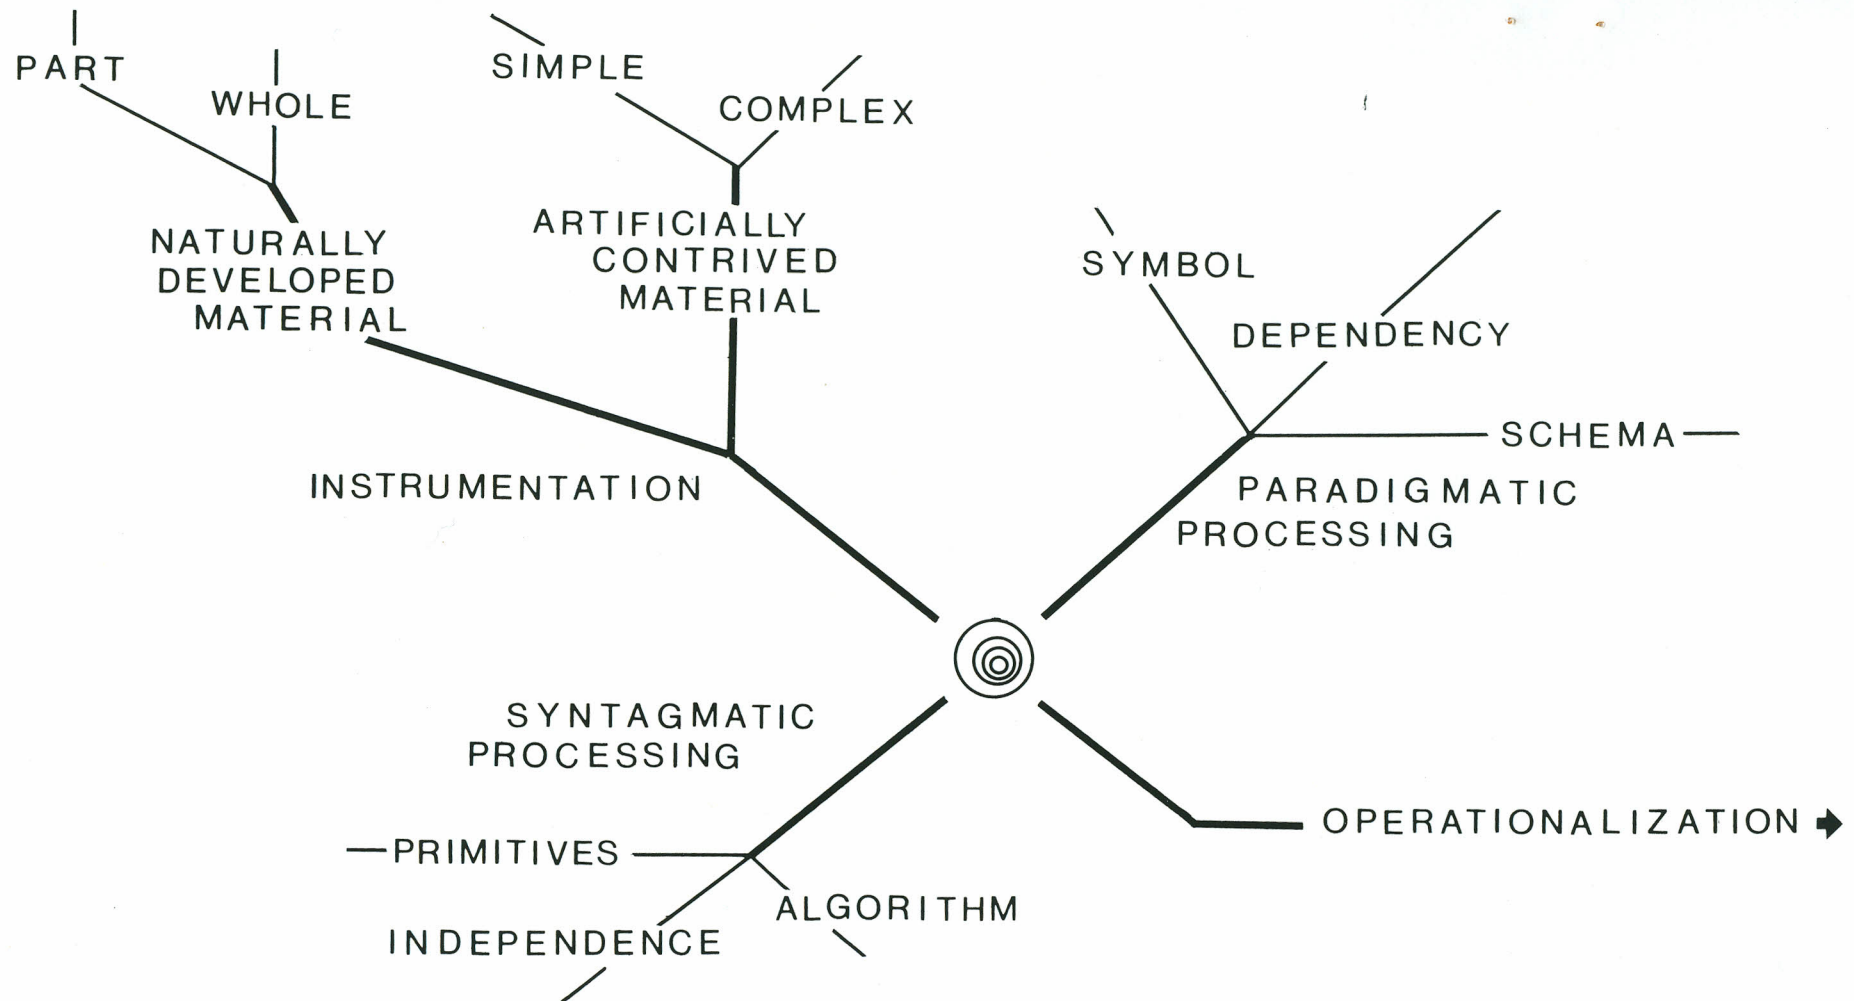 PART
WHOLE
SIMPLE
COMPLEX
NATURALLY
DEVELOPED
MATERIAL
ARTIFICIALLY
CONTRIVED
MATERIAL
SYMBOL
DEPENDENCY
SCHEMA
INSTRUMENTATION
PARADIGMATIC
PROCESSING
SYNTAGMATIC
PROCESSING
OPERATIONALIZATION
PRIMITIVES
ALGORITHM
INDEPENDENCE